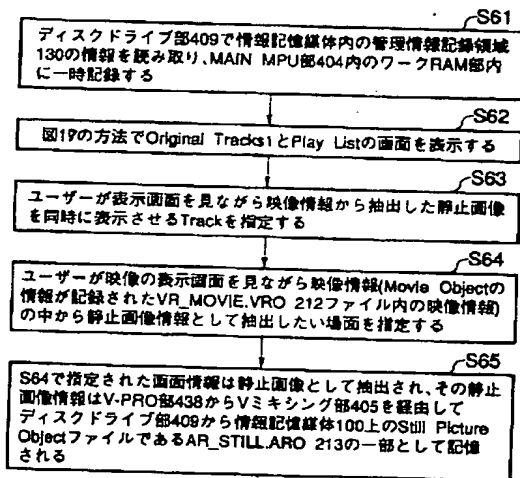 S61
ディスクドライブ部409で情報記憶媒体内の管理情報記録領域
130の情報を読み取り、MAIN MPU部404内のワークRAM部内
に一時記録する
S62
図19の方法でOriginal Tracks1とPlay Listの画面を表示する
S63
ユーザーが表示画面を見ながら映像情報から抽出した静止画像
を同時に表示させるTrackを指定する
S64
ユーザーが映像の表示画面を見ながら映像情報(Movie Objectの
情報が記録されたVR_MOVIE.VRO 212ファイル内の映像情報)
の中から静止画像情報として抽出したい場面を指定する
S65
S64で指定された画面情報は静止画像として抽出され、その静止
画像情報はV-PRO部438からVミキシング部405を経由して
ディスクドライブ部409から情報記憶媒体100上のStill Picture
ObjectファイルであるAR_STILL.ARO 213の一部として記憶
される